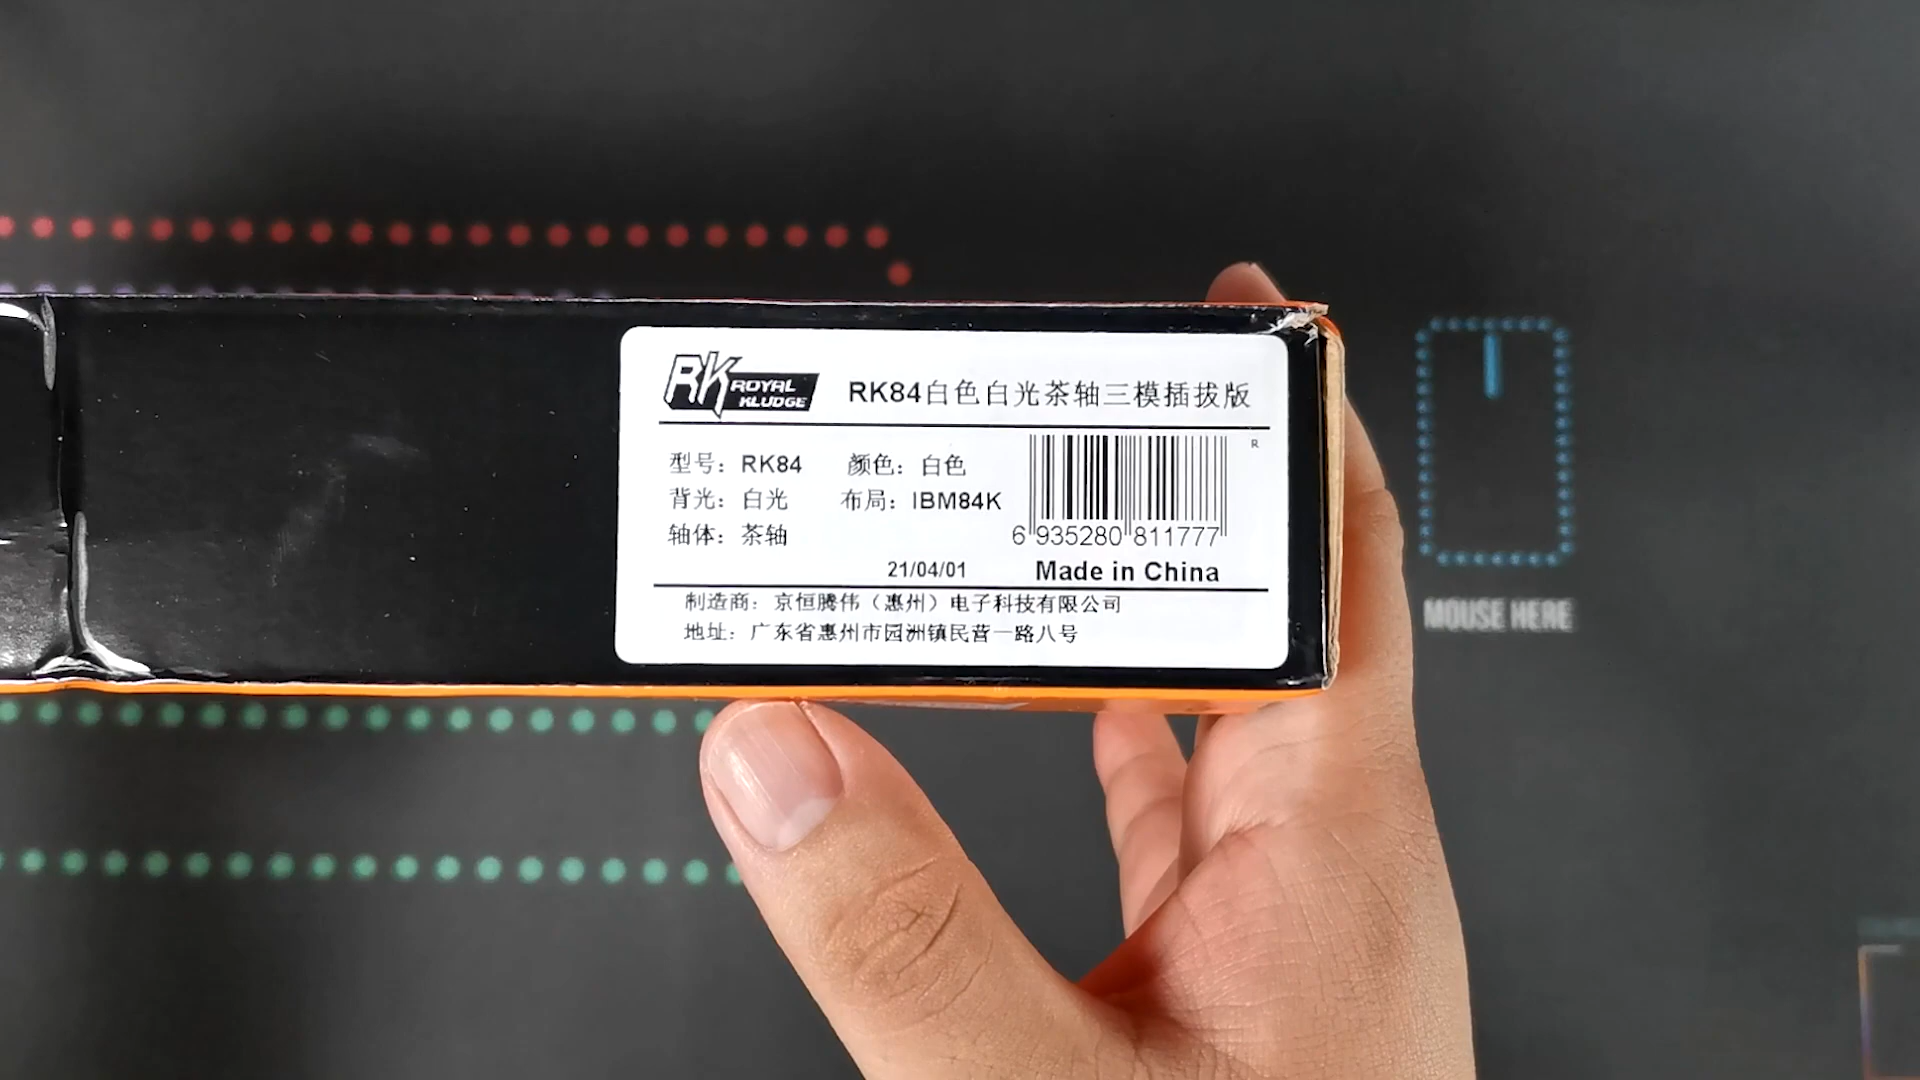 RK ROYAL KLUDGE
RK84白色白光茶轴三模插拔版
型号：RK84 颜色：白色
R
背光：白光 布局：IBM84K
轴体：茶轴
6 935280 811777
21/04/01 Made in China
制造商：京恒腾伟（惠州）电子科技有限公司
地址：广东省惠州市园洲镇民营一路八号
MOUSE HERE